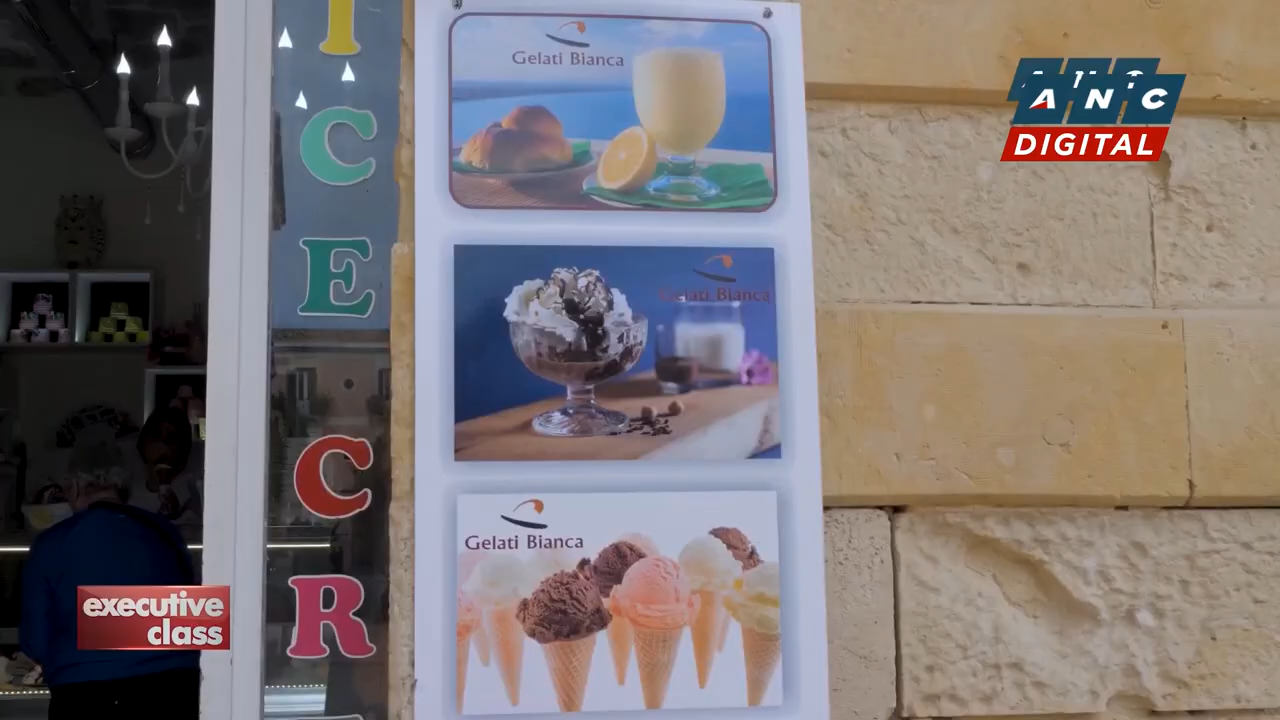 I
C
E
C
R
Gelati Bianca
Gelati Bianca
Gelati Bianca
ANC
DIGITAL
executive
class